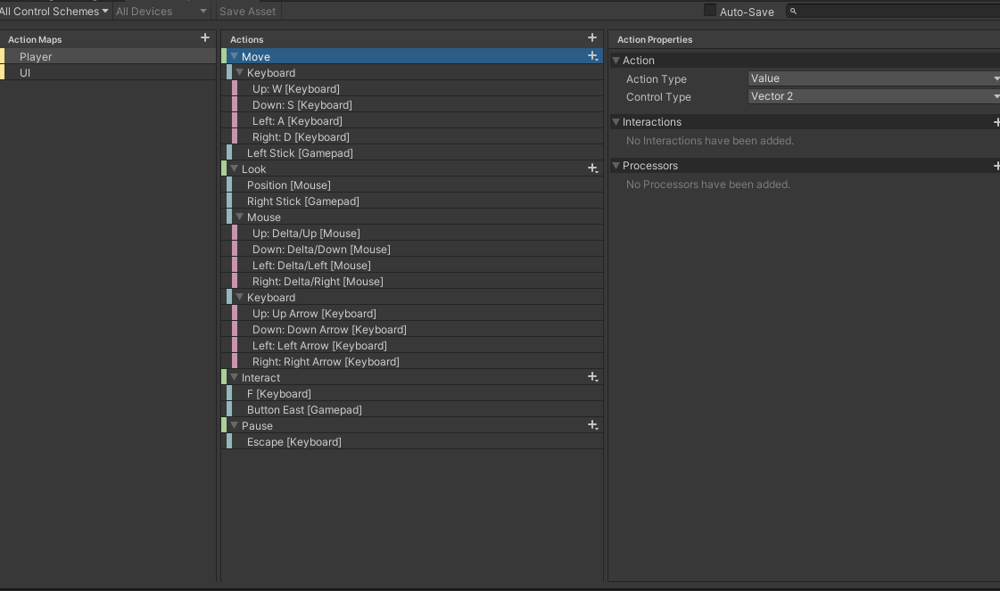 All Control Schemes All Devices Save Asset Auto-Save
Action Maps
Player
UI
Actions
Move
Keyboard
Up: W [Keyboard]
Down: S [Keyboard]
Left: A [Keyboard]
Right: D [Keyboard]
Left Stick [Gamepad]
Look
Position [Mouse]
Right Stick [Gamepad]
Mouse
Up: Delta/Up [Mouse]
Down: Delta/Down [Mouse]
Left: Delta/Left [Mouse]
Right: Delta/Right [Mouse]
Keyboard
Up: Up Arrow [Keyboard]
Down: Down Arrow [Keyboard]
Left: Left Arrow [Keyboard]
Right: Right Arrow [Keyboard]
Interact
F [Keyboard]
Button East [Gamepad]
Pause
Escape [Keyboard]
Action Properties
Action
Action Type Value
Control Type Vector 2
Interactions
No Interactions have been added.
Processors
No Processors have been added.